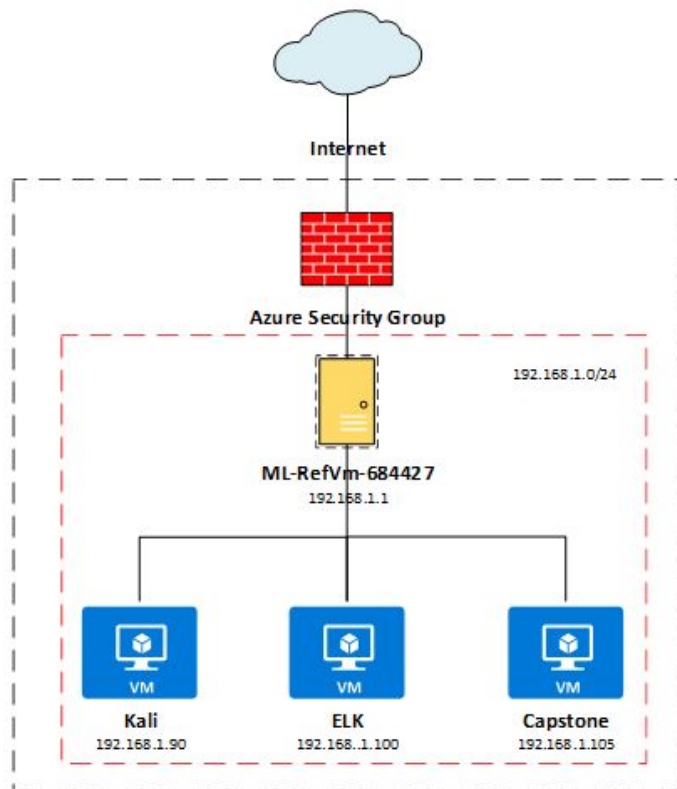 Internet
Azure Security Group
192.168.1.0/24
ML-RefVm-684427
192.168.1.1
VM
VM
VM
Kali
ELK
Capstone
192.168.1.90
192.168..1.100
192.168.1.105